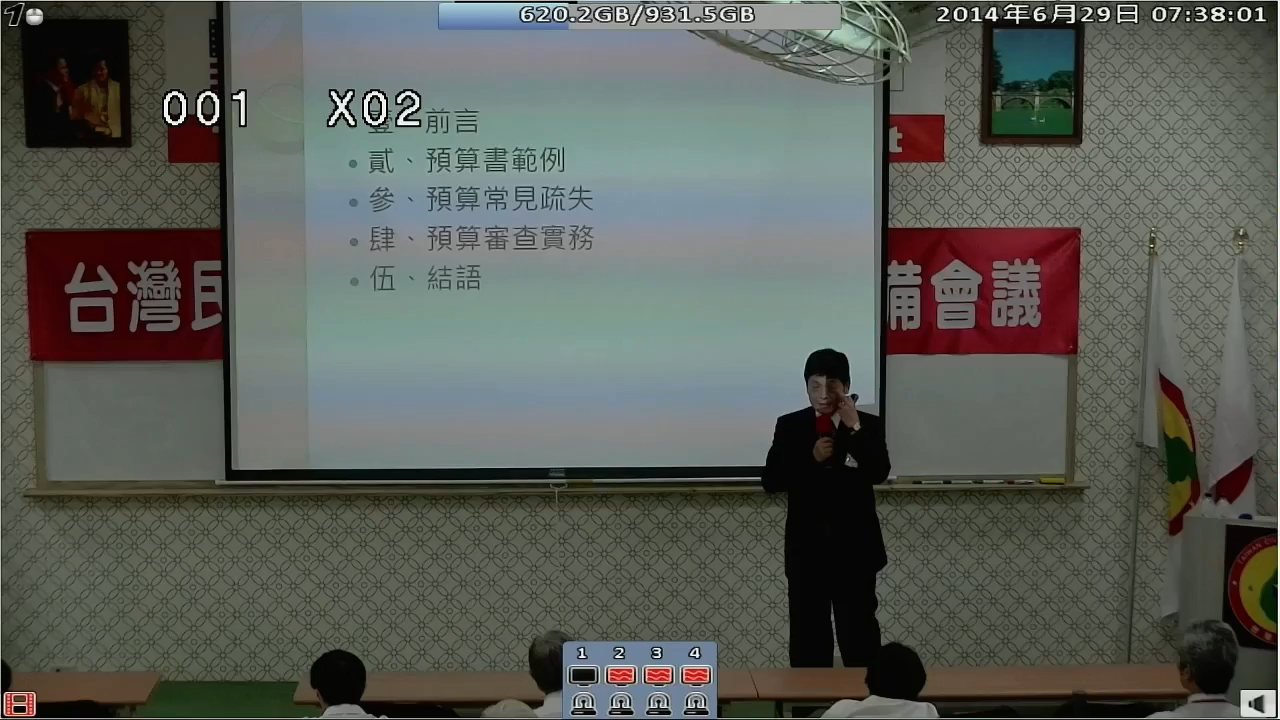 1
620.2GB/931.5GB
2014年6月29日 07:38:01
001 X02
前言
t
• 貳、預算書範例
• 參、預算常見疏失
• 肆、預算審查實務
• 伍、結語
台灣民
備會議
1 2 3 4